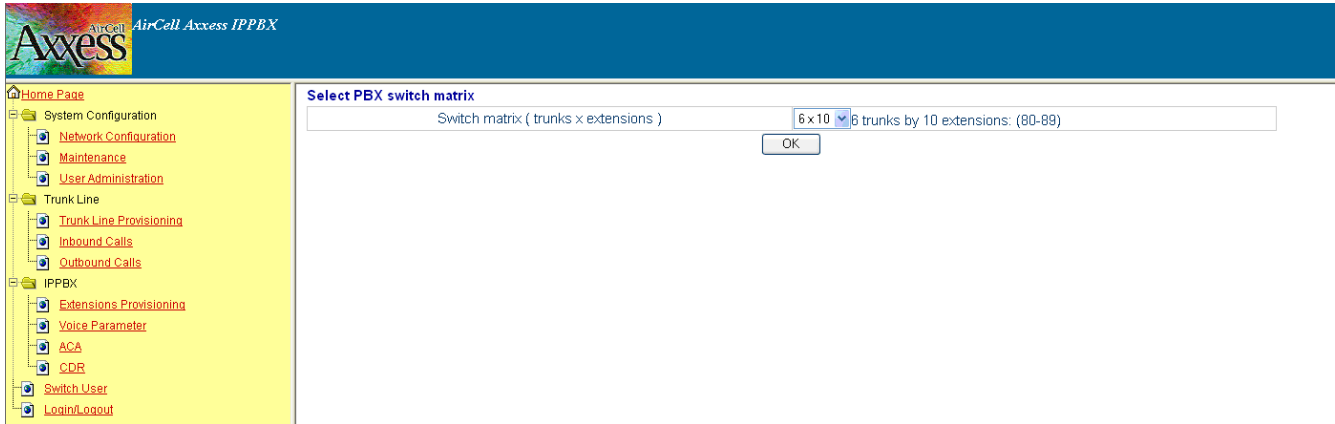 AirCell
Axxess
AirCell Axxess IPPBX
Home Page
System Configuration
Network Configuration
Maintenance
User Administration
Trunk Line
Trunk Line Provisioning
Inbound Calls
Outbound Calls
IPPBX
Extensions Provisioning
Voice Parameter
ACA
CDR
Switch User
Login/Logout
Select PBX switch matrix
Switch matrix ( trunks x extensions ) 6 x 10 6 trunks by 10 extensions: (80-89)
OK